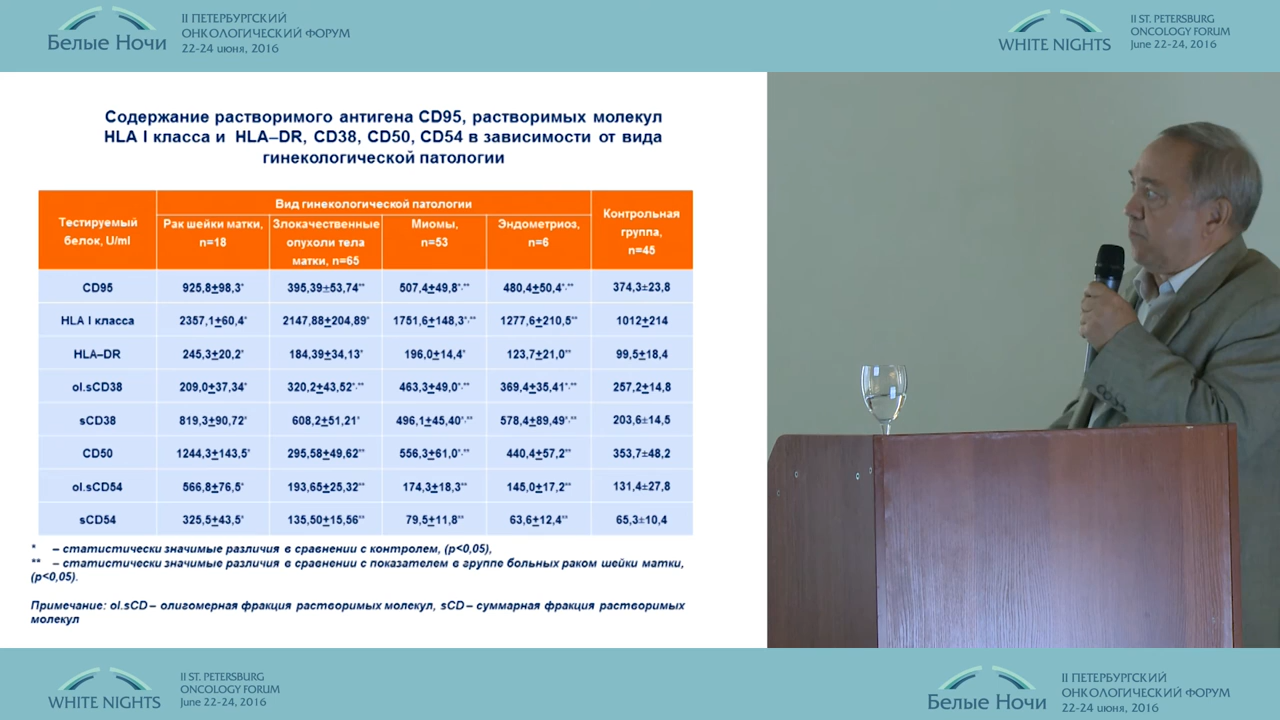 Белые Ночи
II ПЕТЕРБУРГСКИЙ
ОНКОЛОГИЧЕСКИЙ ФОРУМ
22-24 июня, 2016
WHITE NIGHTS
II ST. PETERSBURG
ONCOLOGY FORUM
June 22-24, 2016
Содержание растворимого антигена CD95, растворимых молекул
HLA I класса и HLA–DR, CD38, CD50, CD54 в зависимости от вида
гинекологической патологии
Тестируемый
белок, U/ml
Вид гинекологической патологии
Рак шейки матки,
n=18
Злокачественные
опухоли тела
матки, n=65
Миомы,
n=53
Эндометриоз,
n=6
Контрольная
группа,
n=45
CD95 925,8±98,3* 395,39±53,74** 507,4±49,8*,** 480,4±50,4*,** 374,3±23,8
HLA I класса 2357,1±60,4* 2147,88±204,89* 1751,6±148,3*,** 1277,6±210,5** 1012±214
HLA–DR 245,3±20,2* 184,39±34,13* 196,0±14,4* 123,7±21,0** 99,5±18,4
ol.sCD38 209,0±37,34* 320,2±43,52*,** 463,3±49,0*,** 369,4±35,41*,** 257,2±14,8
sCD38 819,3±90,72* 608,2±51,21* 496,1±45,40*,** 578,4±89,49*,** 203,6±14,5
CD50 1244,3±143,5* 295,58±49,62** 556,3±61,0*,** 440,4±57,2** 353,7±48,2
ol.sCD54 566,8±76,5* 193,65±25,32** 174,3±18,3** 145,0±17,2** 131,4±27,8
sCD54 325,5±43,5* 135,50±15,56** 79,5±11,8** 63,6±12,4** 65,3±10,4
* – статистически значимые различия в сравнении с контролем, (p<0,05),
** – статистически значимые различия в сравнении с показателем в группе больных раком шейки матки,
(p<0,05).
Примечание: ol.sCD – олигомерная фракция растворимых молекул, sCD – суммарная фракция растворимых
молекул
WHITE NIGHTS
II ST. PETERSBURG
ONCOLOGY FORUM
June 22-24, 2016
Белые Ночи
II ПЕТЕРБУРГСКИЙ
ОНКОЛОГИЧЕСКИЙ ФОРУМ
22-24 июня, 2016